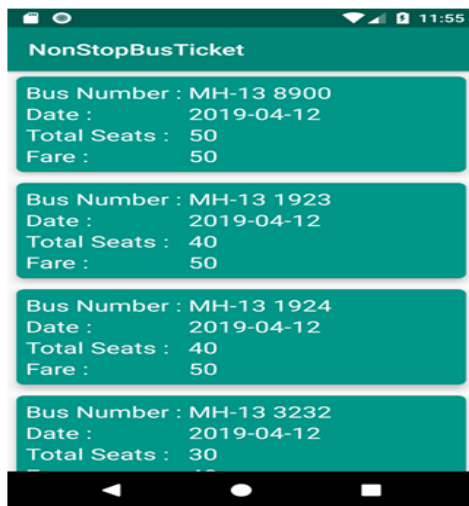 11:55
NonStopBusTicket
Bus Number : MH-13 8900
Date : 2019-04-12
Total Seats : 50
Fare : 50
Bus Number : MH-13 1923
Date : 2019-04-12
Total Seats : 40
Fare : 50
Bus Number : MH-13 1924
Date : 2019-04-12
Total Seats : 40
Fare : 50
Bus Number : MH-13 3232
Date : 2019-04-12
Total Seats : 30